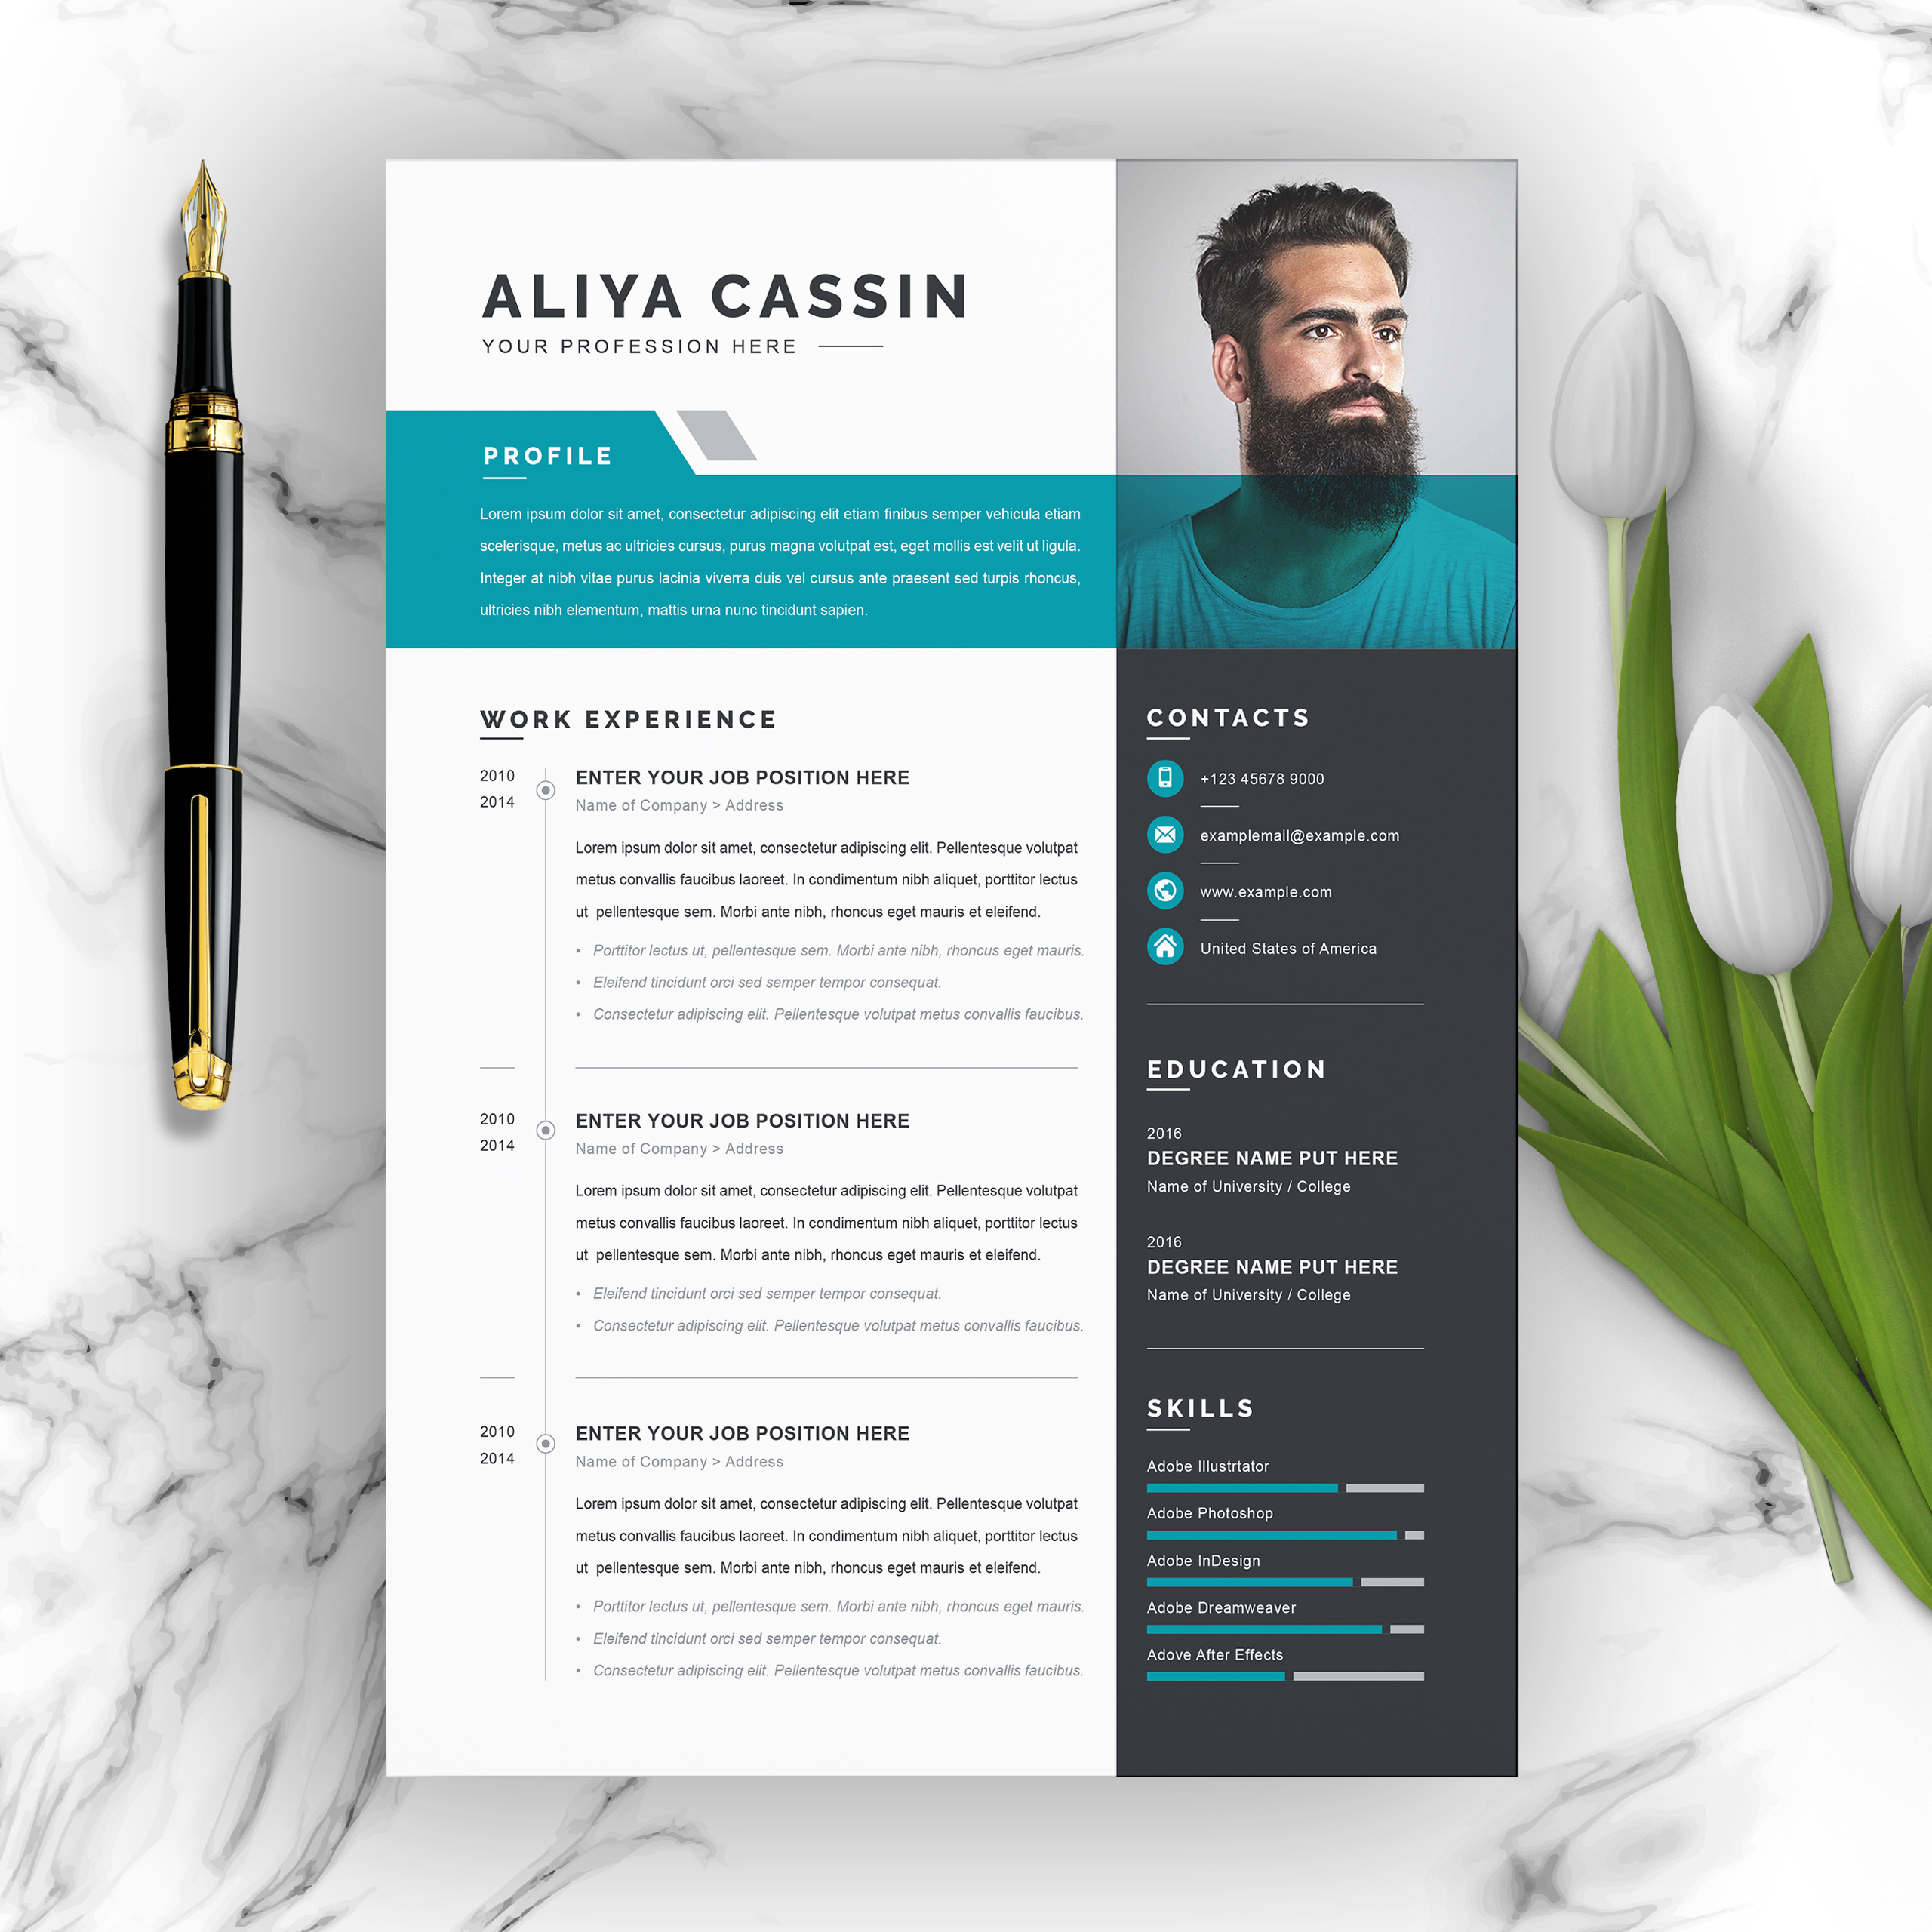 ALIYA CASSIN
YOUR PROFESSION HERE
PROFILE
Lorem ipsum dolor sit amet, consectetur adipiscing elit etiam finibus semper vehicula etiam
scelerisque, metus ac ultricies cursus, purus magna volutpat est, eget mollis est velit ut ligula.
Integer at nibh vitae purus lacinia viverra duis vel cursus ante praesent sed turpis rhoncus,
ultricies nibh elementum, mattis urna nunc tincidunt sapien.
WORK EXPERIENCE
2010
2014
ENTER YOUR JOB POSITION HERE
Name of Company > Address
Lorem ipsum dolor sit amet, consectetur adipiscing elit. Pellentesque volutpat
metus convallis faucibus laoreet. In condimentum nibh aliquet, porttitor lectus
ut pellentesque sem. Morbi ante nibh, rhoncus eget mauris et eleifend.
• Porttitor lectus ut, pellentesque sem. Morbi ante nibh, rhoncus eget mauris.
• Eleifend tincidunt orci sed semper tempor consequat.
• Consectetur adipiscing elit. Pellentesque volutpat metus convallis faucibus.
2010
2014
ENTER YOUR JOB POSITION HERE
Name of Company > Address
Lorem ipsum dolor sit amet, consectetur adipiscing elit. Pellentesque volutpat
metus convallis faucibus laoreet. In condimentum nibh aliquet, porttitor lectus
ut pellentesque sem. Morbi ante nibh, rhoncus eget mauris et eleifend.
• Eleifend tincidunt orci sed semper tempor consequat.
• Consectetur adipiscing elit. Pellentesque volutpat metus convallis faucibus.
2010
2014
ENTER YOUR JOB POSITION HERE
Name of Company > Address
Lorem ipsum dolor sit amet, consectetur adipiscing elit. Pellentesque volutpat
metus convallis faucibus laoreet. In condimentum nibh aliquet, porttitor lectus
ut pellentesque sem. Morbi ante nibh, rhoncus eget mauris et eleifend.
• Porttitor lectus ut, pellentesque sem. Morbi ante nibh, rhoncus eget mauris.
• Eleifend tincidunt orci sed semper tempor consequat.
• Consectetur adipiscing elit. Pellentesque volutpat metus convallis faucibus.
CONTACTS
+123 45678 9000
examplemail@example.com
www.example.com
United States of America
EDUCATION
2016
DEGREE NAME PUT HERE
Name of University / College
2016
DEGREE NAME PUT HERE
Name of University / College
SKILLS
Adobe Illustrtator
Adobe Photoshop
Adobe InDesign
Adobe Dreamweaver
Adove After Effects